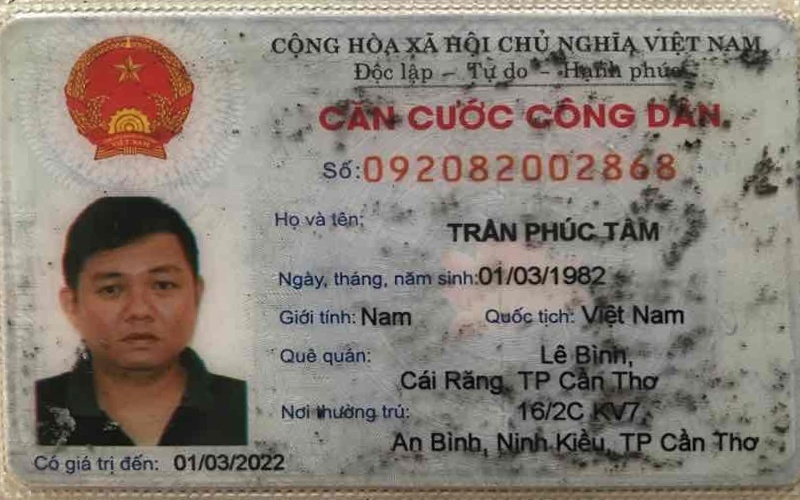 CỘNG HÒA XÃ HỘI CHỦ NGHĨA VIỆT NAM
Độc lập - Tự do - Hạnh phúc
CĂN CƯỚC CÔNG DÂN
Số: 092082002868
Họ và tên: TRẦN PHÚC TÂM
Ngày, tháng, năm sinh: 01/03/1982
Giới tính: Nam Quốc tịch: Việt Nam
Quê quán: Lê Bình,
Cái Răng, TP Cần Thơ
Nơi thường trú: 16/2C KV7,
An Bình, Ninh Kiều, TP Cần Thơ
Có giá trị đến: 01/03/2022
VIỆT NAM